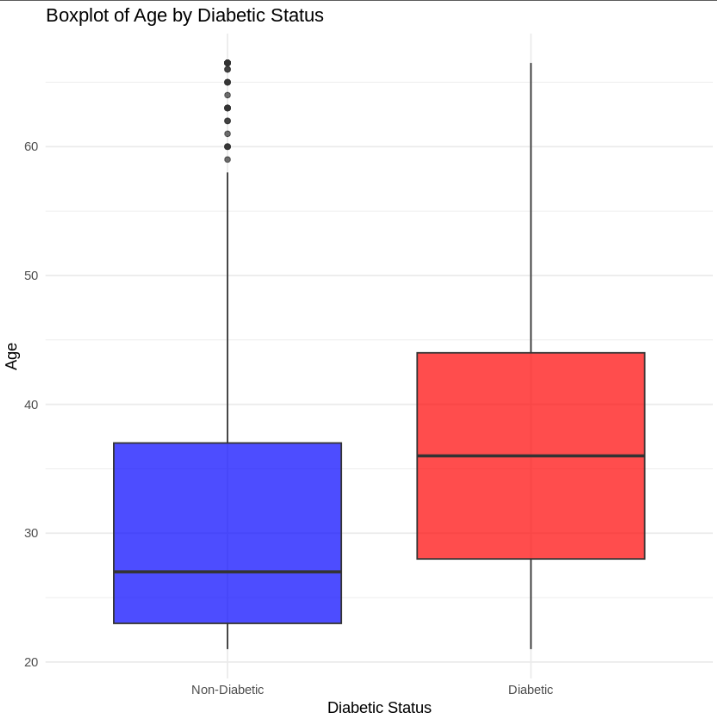 Boxplot of Age by Diabetic Status
60
50
40
30
20
Age
Non-Diabetic
Diabetic
Diabetic Status